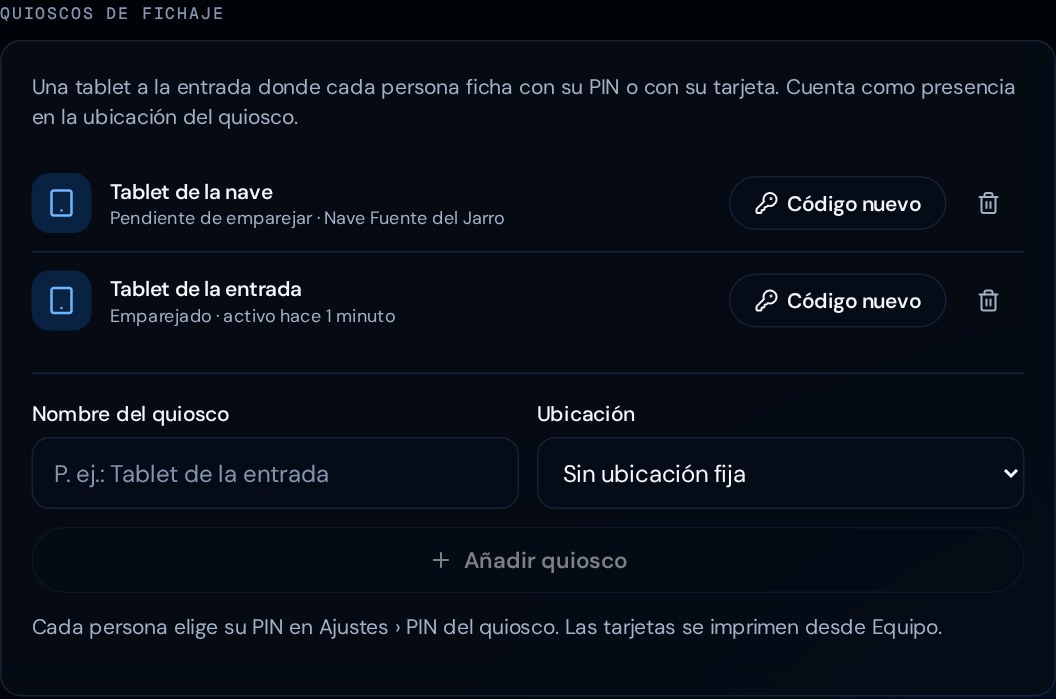 QUIOSCOS DE FICHAJE
Una tablet a la entrada donde cada persona ficha con su PIN o con su tarjeta. Cuenta como presencia
en la ubicación del quiosco.
Tablet de la nave
Pendiente de emparejar · Nave Fuente del Jarro
Código nuevo
Tablet de la entrada
Emparejado · activo hace 1 minuto
Código nuevo
Nombre del quiosco
Ubicación
P. ej.: Tablet de la entrada
Sin ubicación fija
+ Añadir quiosco
Cada persona elige su PIN en Ajustes › PIN del quiosco. Las tarjetas se imprimen desde Equipo.